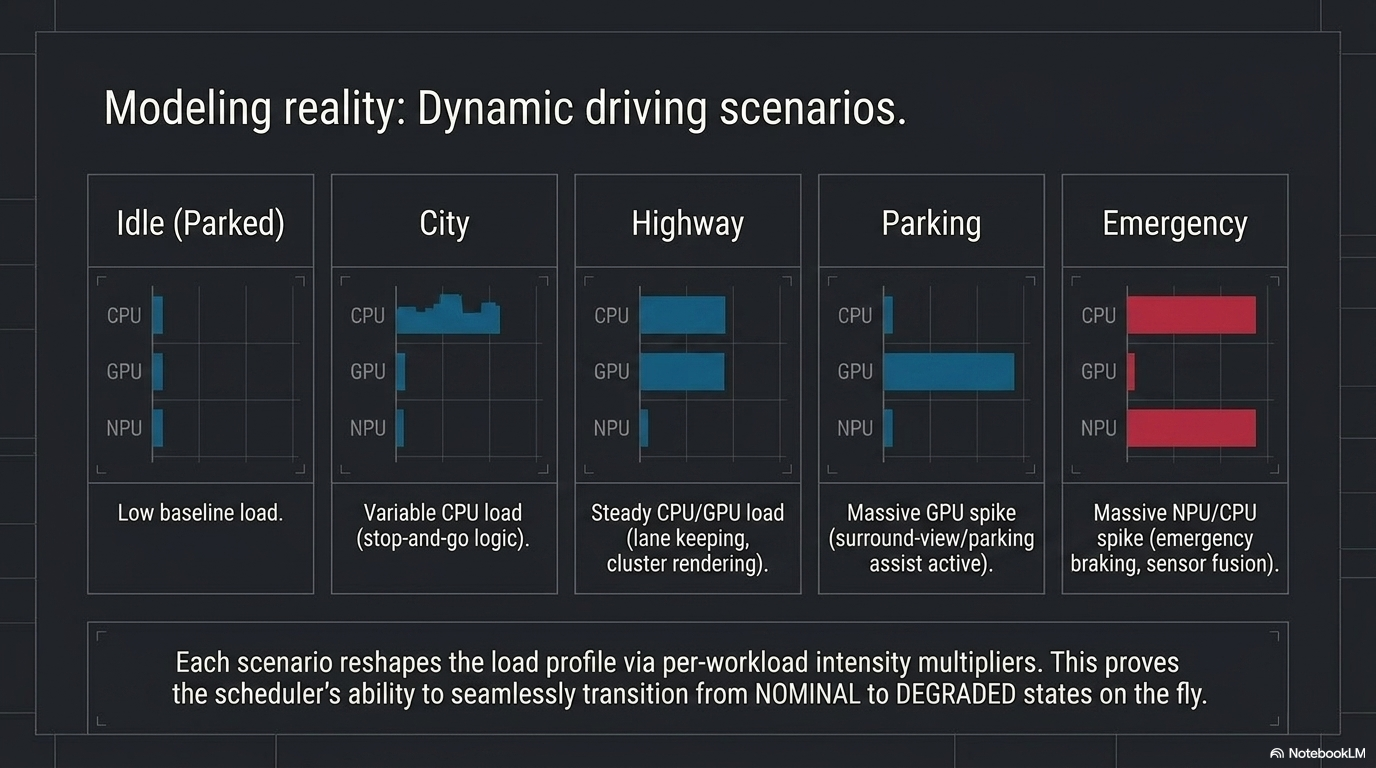 Modeling reality: Dynamic driving scenarios.
Idle (Parked)
CPU
GPU
NPU
Low baseline load.
City
CPU
GPU
NPU
Variable CPU load
(stop-and-go logic).
Highway
CPU
GPU
NPU
Steady CPU/GPU load
(lane keeping,
cluster rendering).
Parking
CPU
GPU
NPU
Massive GPU spike
(surround-view/parking
assist active).
Emergency
CPU
GPU
NPU
Massive NPU/CPU
spike (emergency
braking, sensor fusion).
Each scenario reshapes the load profile via per-workload intensity multipliers. This proves
the scheduler’s ability to seamlessly transition from NOMINAL to DEGRADED states on the fly.
NotebookLM